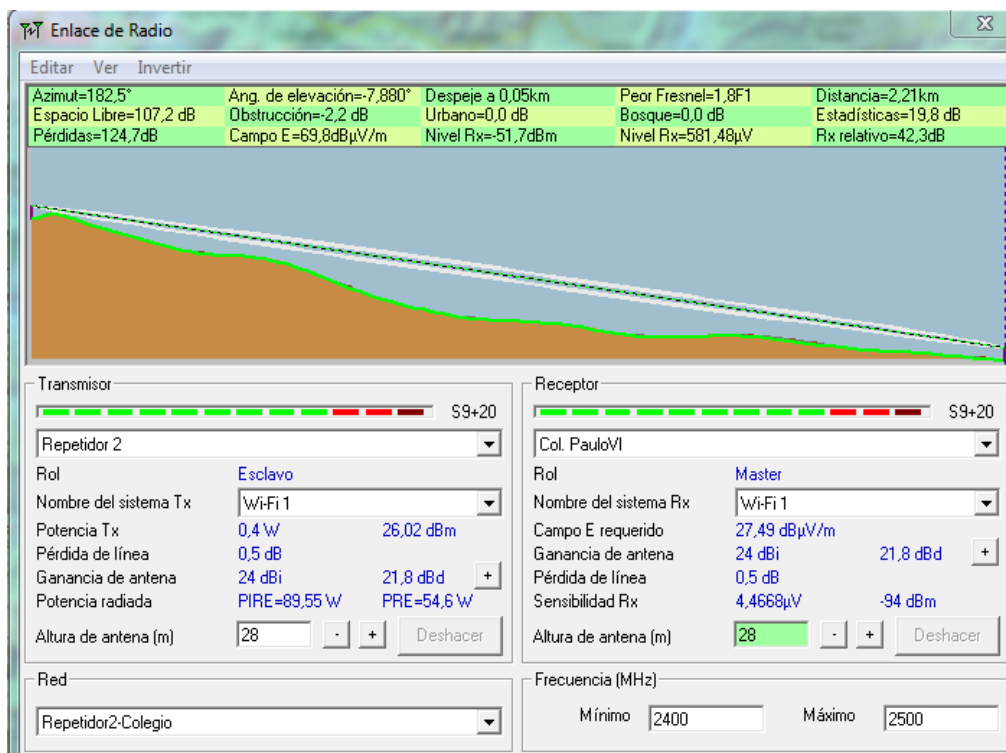 Enlace de Radio
Editar Ver Invertir
Azimut=182,5° Ang. de elevación=-7,880° Despeje a 0,05km Peor Fresnel=1,8F1 Distancia=2,21km
Espacio Libre=107,2 dB Obstrucción=-2,2 dB Urbano=0,0 dB Bosque=0,0 dB Estadísticas=19,8 dB
Pérdidas=124,7dB Campo E=69,8dBµV/m Nivel Rx=-51,7dBm Nivel Rx=581,48µV Rx relativo=42,3dB
Transmisor
S9+20
Repetidor 2
Rol Esclavo
Nombre del sistema Tx Wi-Fi 1
Potencia Tx 0,4 W 26,02 dBm
Pérdida de línea 0,5 dB
Ganancia de antena 24 dBi 21,8 dBd +
Potencia radiada PIRE=89,55 W PRE=54,6 W
Altura de antena (m) 28 - + Deshacer
Receptor
S9+20
Col. PauloVI
Rol Master
Nombre del sistema Rx Wi-Fi 1
Campo E requerido 27,49 dBµV/m
Ganancia de antena 24 dBi 21,8 dBd +
Pérdida de línea 0,5 dB
Sensibilidad Rx 4,4668µV -94 dBm
Altura de antena (m) 28 - + Deshacer
Red
Repetidor2-Colegio
Frecuencia (MHz)
Mínimo 2400 Máximo 2500